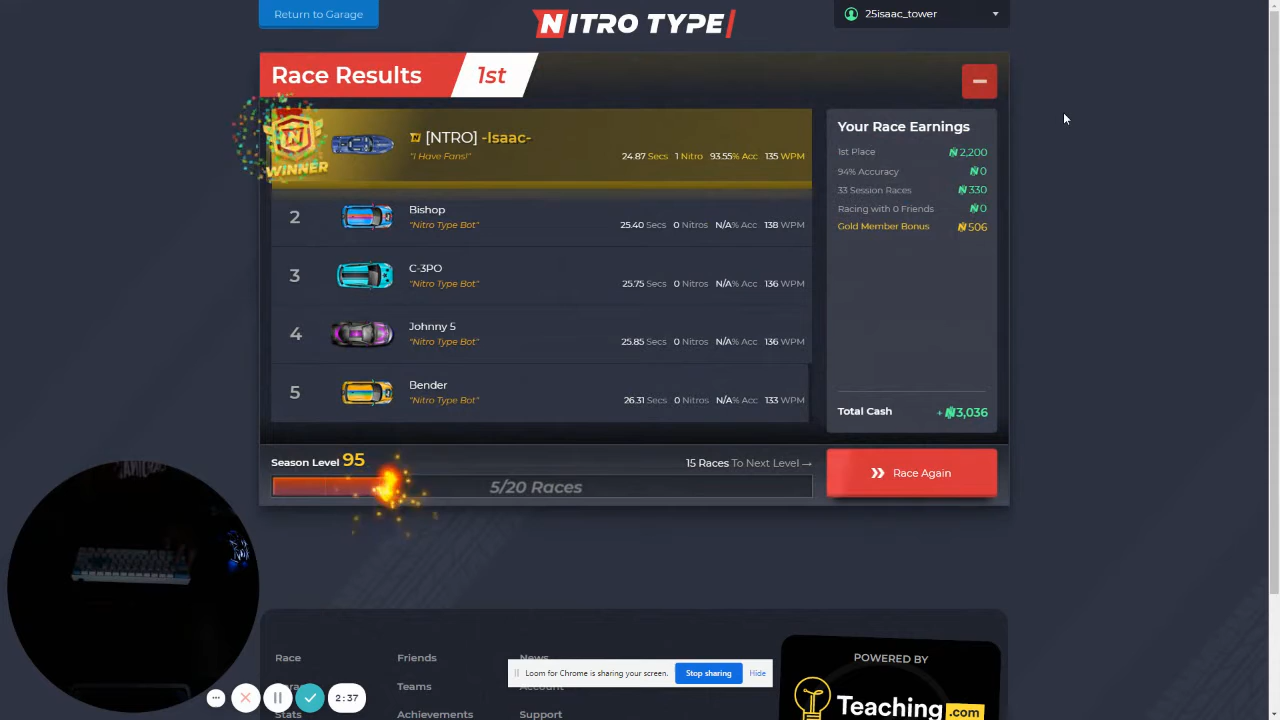 Return to Garage
NITRO TYPE
25isaac_tower
Race Results 1st
WINNER
[NTRO] -Isaac-
"I Have Fans!"
24.87 Secs 1 Nitro 93.55% Acc 135 WPM
2 Bishop
"Nitro Type Bot"
25.40 Secs 0 Nitros N/A% Acc 138 WPM
3 C-3PO
"Nitro Type Bot"
25.75 Secs 0 Nitros N/A% Acc 136 WPM
4 Johnny 5
"Nitro Type Bot"
25.85 Secs 0 Nitros N/A% Acc 136 WPM
5 Bender
"Nitro Type Bot"
26.31 Secs 0 Nitros N/A% Acc 133 WPM
Your Race Earnings
1st Place 2,200
94% Accuracy 0
33 Session Races 330
Racing with 0 Friends 0
Gold Member Bonus 506
Total Cash + 3,036
Season Level 95
15 Races To Next Level →
5/20 Races
Race Again
Race Friends News
Teams
Stats Achievements Support
POWERED BY
Teaching.com
Loom for Chrome is sharing your screen. Stop sharing Hide
2:37